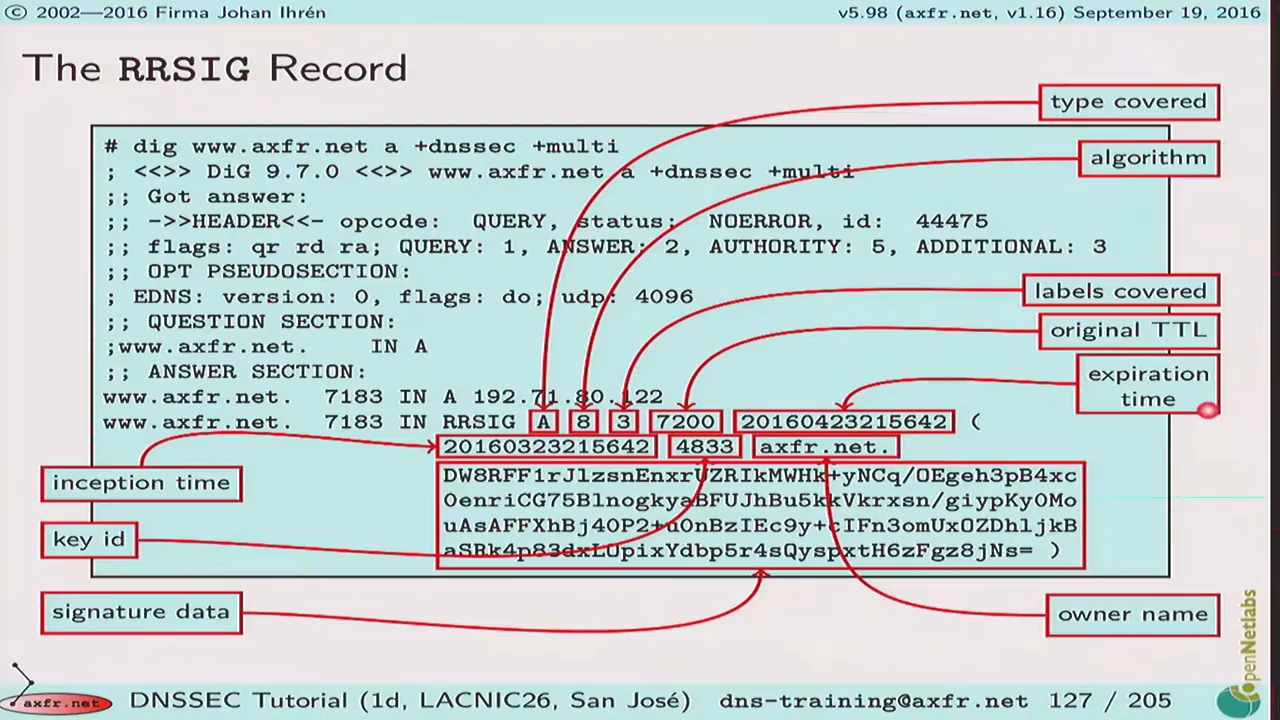 © 2002—2016 Firma Johan Ihrén
v5.98 (axfr.net, v1.16) September 19, 2016
The RRSIG Record
type covered
algorithm
# dig www.axfr.net a +dnssec +multi
; <<>> DiG 9.7.0 <<>> www.axfr.net a +dnssec +multi
;; Got answer:
;; ->>HEADER<<- opcode: QUERY, status: NOERROR, id: 44475
;; flags: qr rd ra; QUERY: 1, ANSWER: 2, AUTHORITY: 5, ADDITIONAL: 3
;; OPT PSEUDOSECTION:
; EDNS: version: 0, flags: do; udp: 4096
;; QUESTION SECTION:
;www.axfr.net. IN A
;; ANSWER SECTION:
www.axfr.net. 7183 IN A 192.71.80.122
www.axfr.net. 7183 IN RRSIG A 8 3 7200 20160423215642 (
20160323215642 4833 axfr.net.
DW8RFF1rJlzsnEnxrUZRIkMWHk+yNCq/OEgeh3pB4xc
OenriCG75BlnogkyaBFUJhBu5kkVkrxsn/giypKyOMo
uAsAFFXhBj4OP2+uOnBzIEc9y+cIFn3omUxOZDhljkB
aSRk4p83dxLUpixYdbp5r4sQyspxtH6zFgz8jNs= )
labels covered
original TTL
expiration
time
inception time
key id
signature data
owner name
OpenNetlabs
axfr.net
DNSSEC Tutorial (1d, LACNIC26, San José)
dns-training@axfr.net
127 / 205